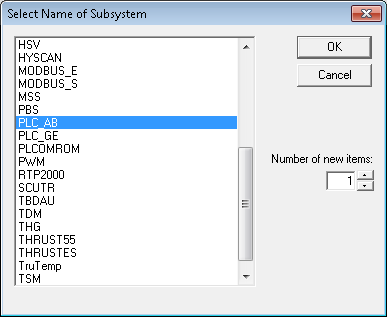 Select Name of Subsystem
HSV
HYSCAN
MODBUS_E
MODBUS_S
MSS
PBS
PLC_AB
PLC_GE
PLCOMROM
PWM
RTP2000
SCUTR
TBDAU
TDM
THG
THRUST55
THRUSTES
TruTemp
TSM
OK
Cancel
Number of new items:
1